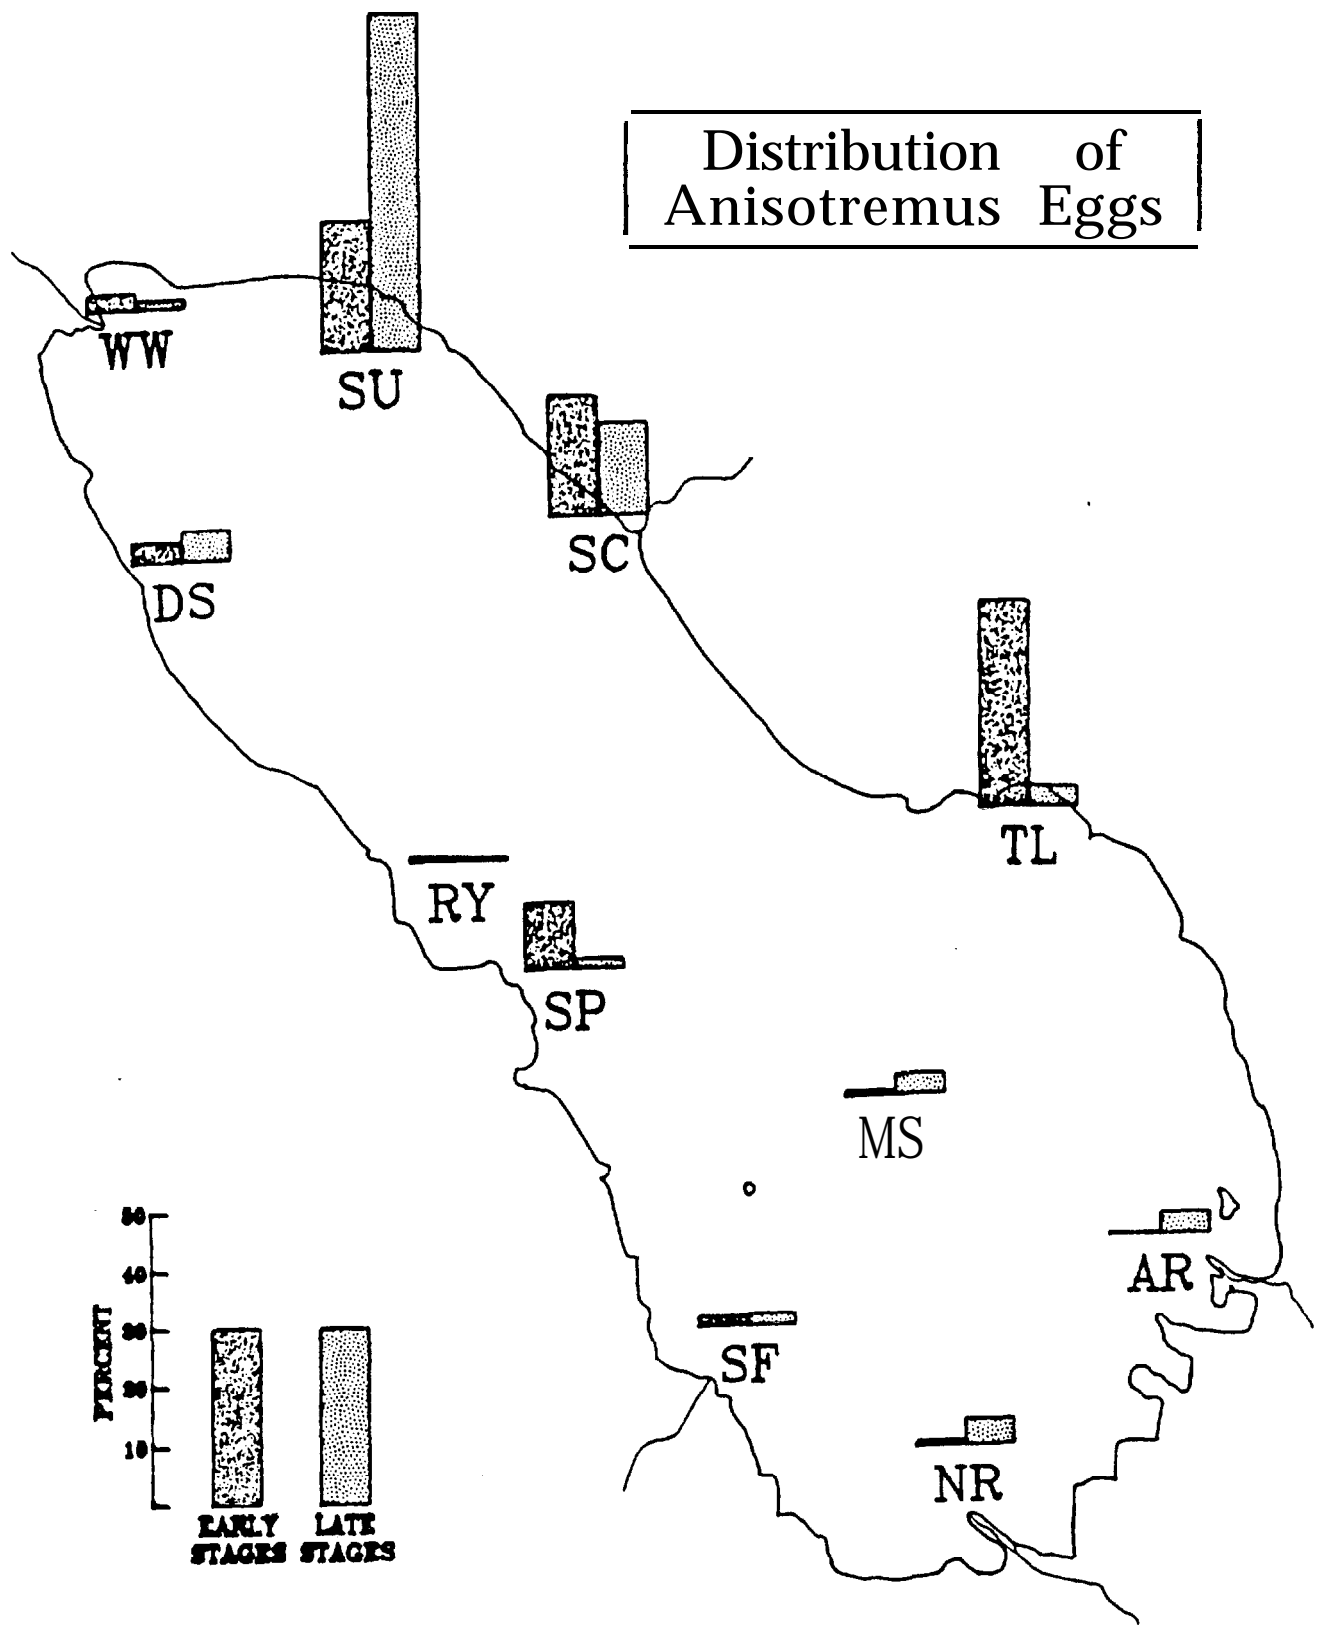 Distribution of
Anisotremus Eggs
WW
SU
SC
DS
TL
RY
SP
MS
AR
SF
NR
50
40
30
20
10
PERCENT
EARLY STAGES
LATE STAGES